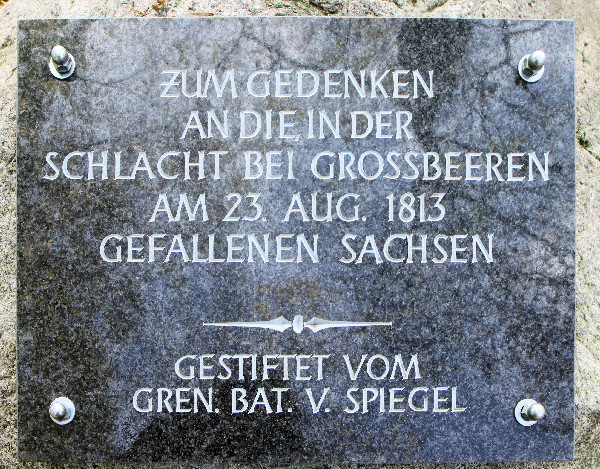 ZUM GEDENKEN
AN DIE, IN DER
SCHLACHT BEI GROSSBEEREN
AM 23. AUG. 1813
GEFALLENEN SACHSEN
GESTIFTET VOM
GREN. BAT. V. SPIEGEL